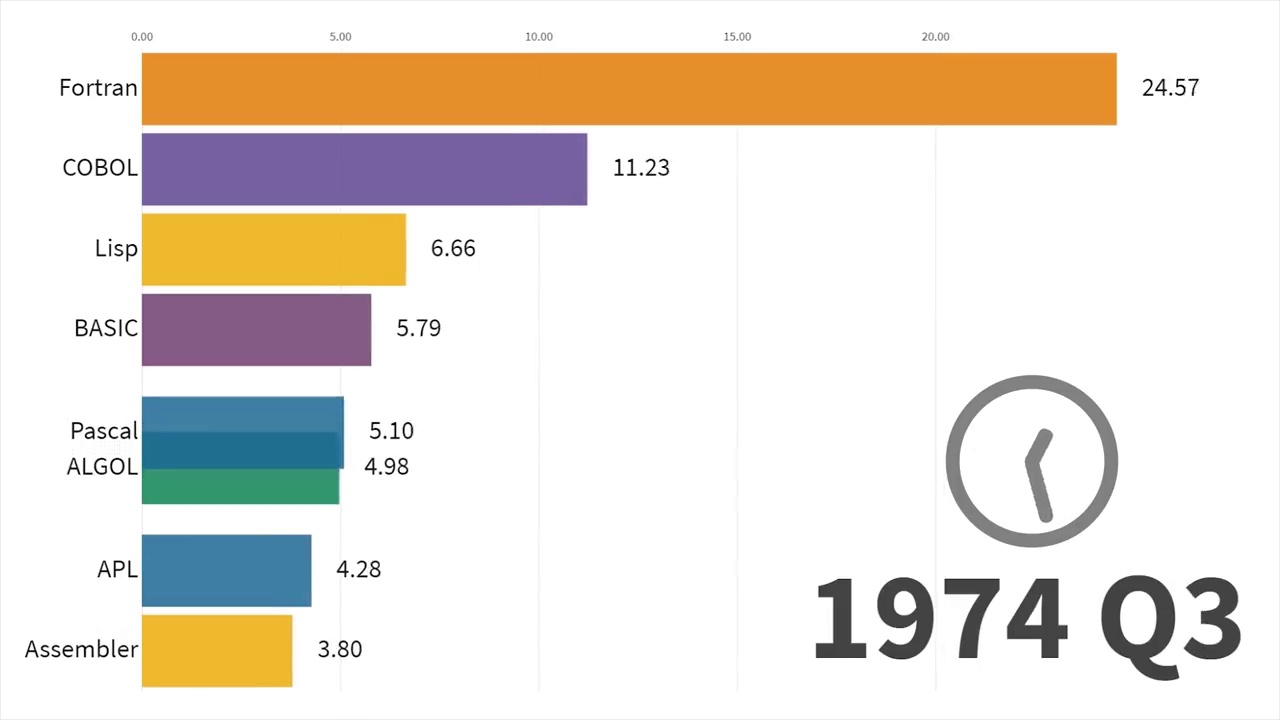 0.00 5.00 10.00 15.00 20.00
Fortran 24.57
COBOL 11.23
Lisp 6.66
BASIC 5.79
Pascal 5.10
ALGOL 4.98
APL 4.28
Assembler 3.80
1974 Q3